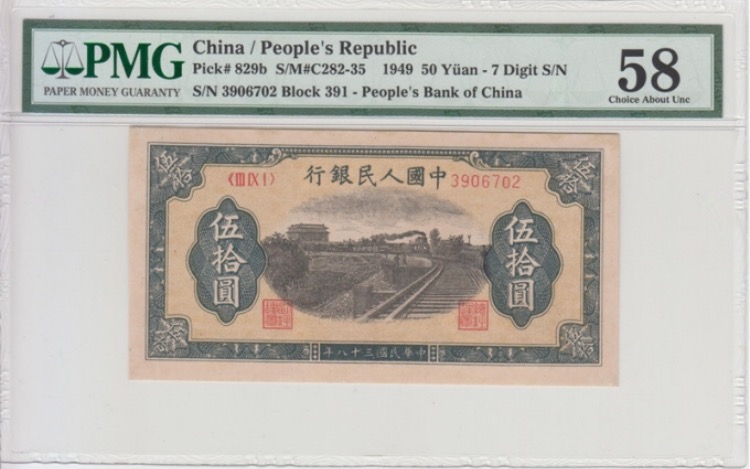 PMG
PAPER MONEY GUARANTY
China / People's Republic
Pick# 829b S/M#C282-35 1949 50 Yüan - 7 Digit S/N
S/N 3906702 Block 391 - People's Bank of China
58
Choice About Unc
伍拾
伍拾
〈III IX I〉
行銀民人國中
3906702
伍拾圓
伍拾圓
年八十三國民華中